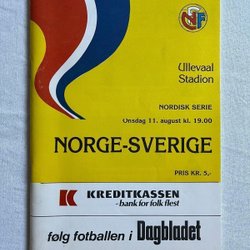 NFF
Ullevaal
Stadion
NORDISK SERIE
Onsdag 11. august kl. 19.00
NORGE-SVERIGE
PRIS KR. 5,-
K KREDITKASSEN
- bank for folk flest
følg fotballen i Dagbladet